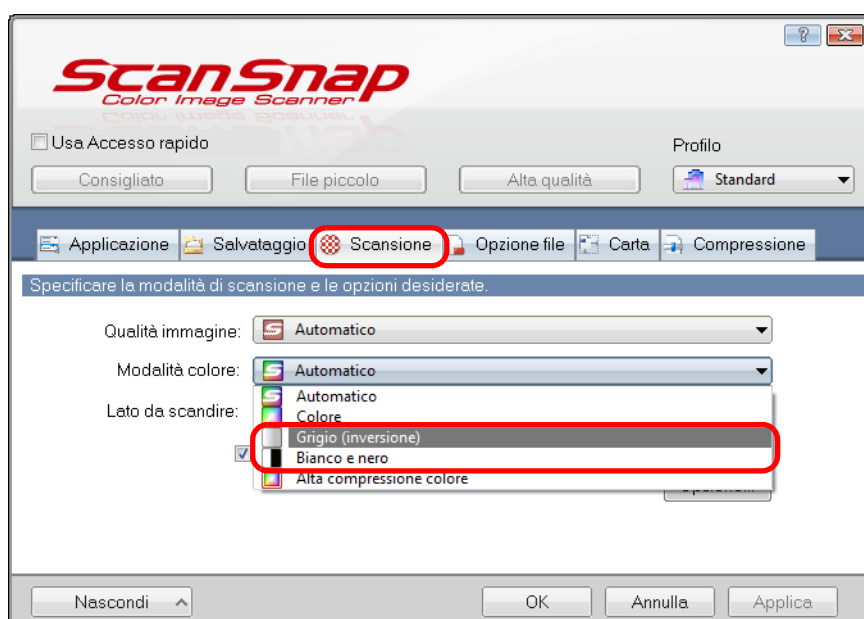 ScanSnap
Color Image Scanner
Usa Accesso rapido
Profilo
Consigliato File piccolo Alta qualità Standard
Applicazione Salvataggio Scansione Opzione file Carta Compressione
Specificare la modalità di scansione e le opzioni desiderate.
Qualità immagine: Automatico
Modalità colore: Automatico
Automatico
Lato da scandire: Colore
Grigio (inversione)
Bianco e nero
Alta compressione colore
Nascondi OK Annulla Applica